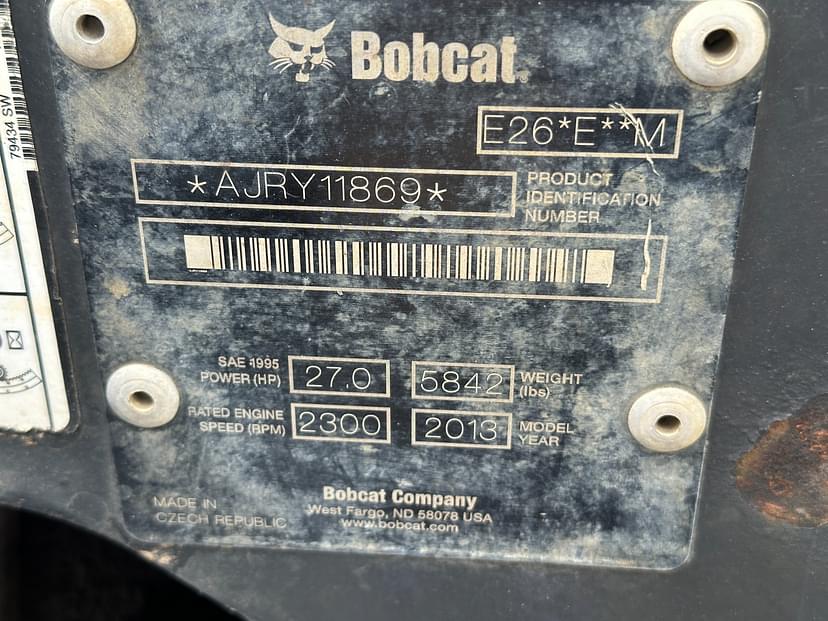 79434 SW
Bobcat
E26*E**M
*AJRY11869*
PRODUCT
IDENTIFICATION
NUMBER
SAE 1995
POWER (HP)
27.0
5842
WEIGHT
(lbs)
RATED ENGINE
SPEED (RPM)
2300
2013
MODEL
YEAR
MADE IN
CZECH REPUBLIC
Bobcat Company
West Fargo, ND 58078 USA
www.bobcat.com